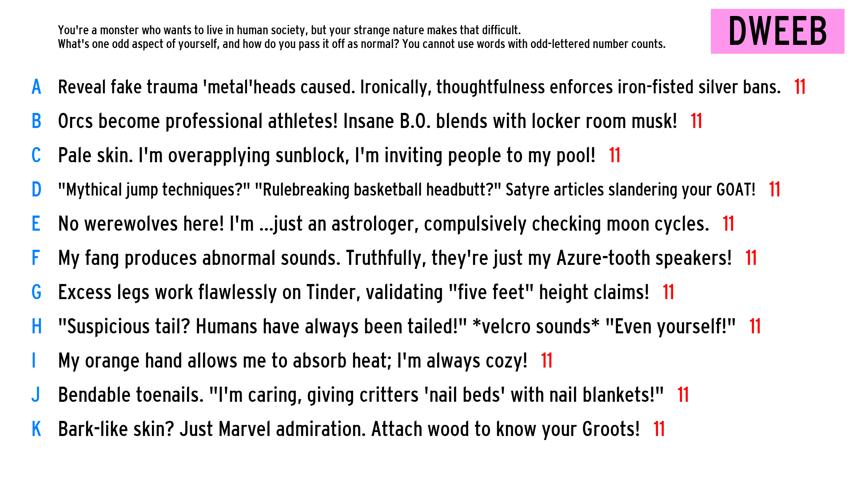 You're a monster who wants to live in human society, but your strange nature makes that difficult.
What's one odd aspect of yourself, and how do you pass it off as normal? You cannot use words with odd-lettered number counts.
DWEEB
A Reveal fake trauma 'metal'heads caused. Ironically, thoughtfulness enforces iron-fisted silver bans. 11
B Orcs become professional athletes! Insane B.O. blends with locker room musk! 11
C Pale skin. I'm overapplying sunblock, I'm inviting people to my pool! 11
D "Mythical jump techniques?" "Rulebreaking basketball headbutt?" Satyre articles slandering your GOAT! 11
E No werewolves here! I'm ...just an astrologer, compulsively checking moon cycles. 11
F My fang produces abnormal sounds. Truthfully, they're just my Azure-tooth speakers! 11
G Excess legs work flawlessly on Tinder, validating "five feet" height claims! 11
H "Suspicious tail? Humans have always been tailed!" *velcro sounds* "Even yourself!" 11
I My orange hand allows me to absorb heat; I'm always cozy! 11
J Bendable toenails. "I'm caring, giving critters 'nail beds' with nail blankets!" 11
K Bark-like skin? Just Marvel admiration. Attach wood to know your Groots! 11